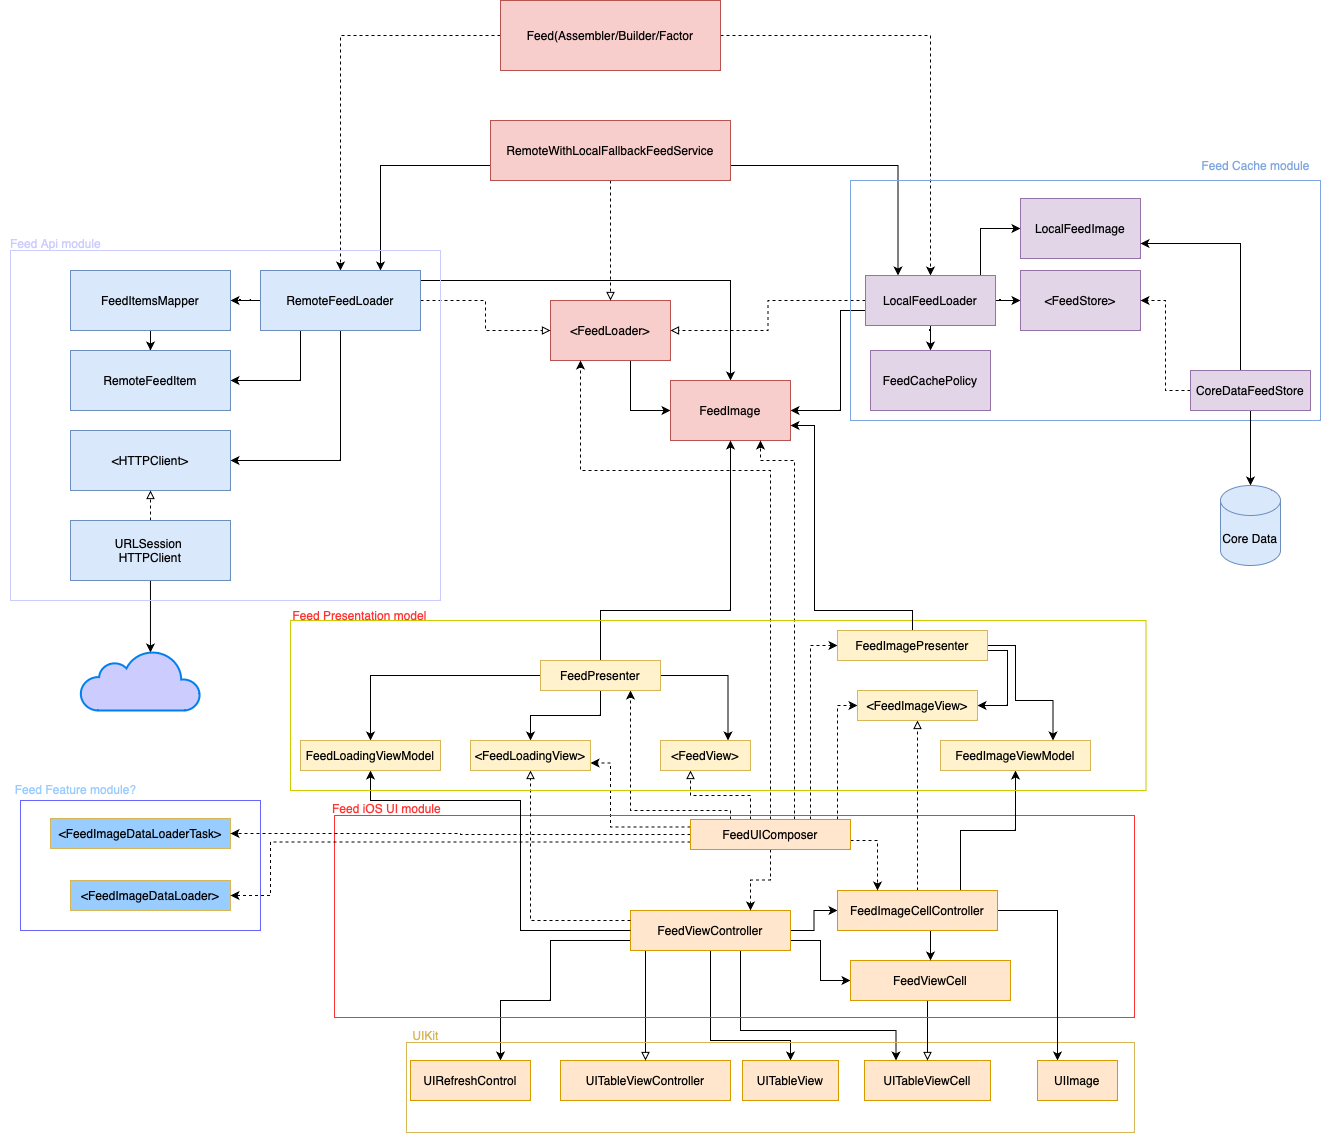 Feed(Assembler/Builder/Factor
RemoteWithLocalFallbackFeedService
Feed Cache module
LocalFeedImage
Feed Api module
FeedItemsMapper
RemoteFeedLoader
LocalFeedLoader
<FeedStore>
<FeedLoader>
RemoteFeedItem
FeedCachePolicy
CoreDataFeedStore
FeedImage
<HTTPClient>
URLSession
HTTPClient
Core Data
Feed Presentation model
FeedImagePresenter
FeedPresenter
<FeedImageView>
FeedLoadingViewModel
<FeedLoadingView>
<FeedView>
FeedImageViewModel
Feed Feature module?
Feed iOS UI module
<FeedImageDataLoaderTask>
FeedUIComposer
<FeedImageDataLoader>
FeedImageCellController
FeedViewController
FeedViewCell
UIKit
UIRefreshControl
UITableViewController
UITableView
UITableViewCell
UIImage